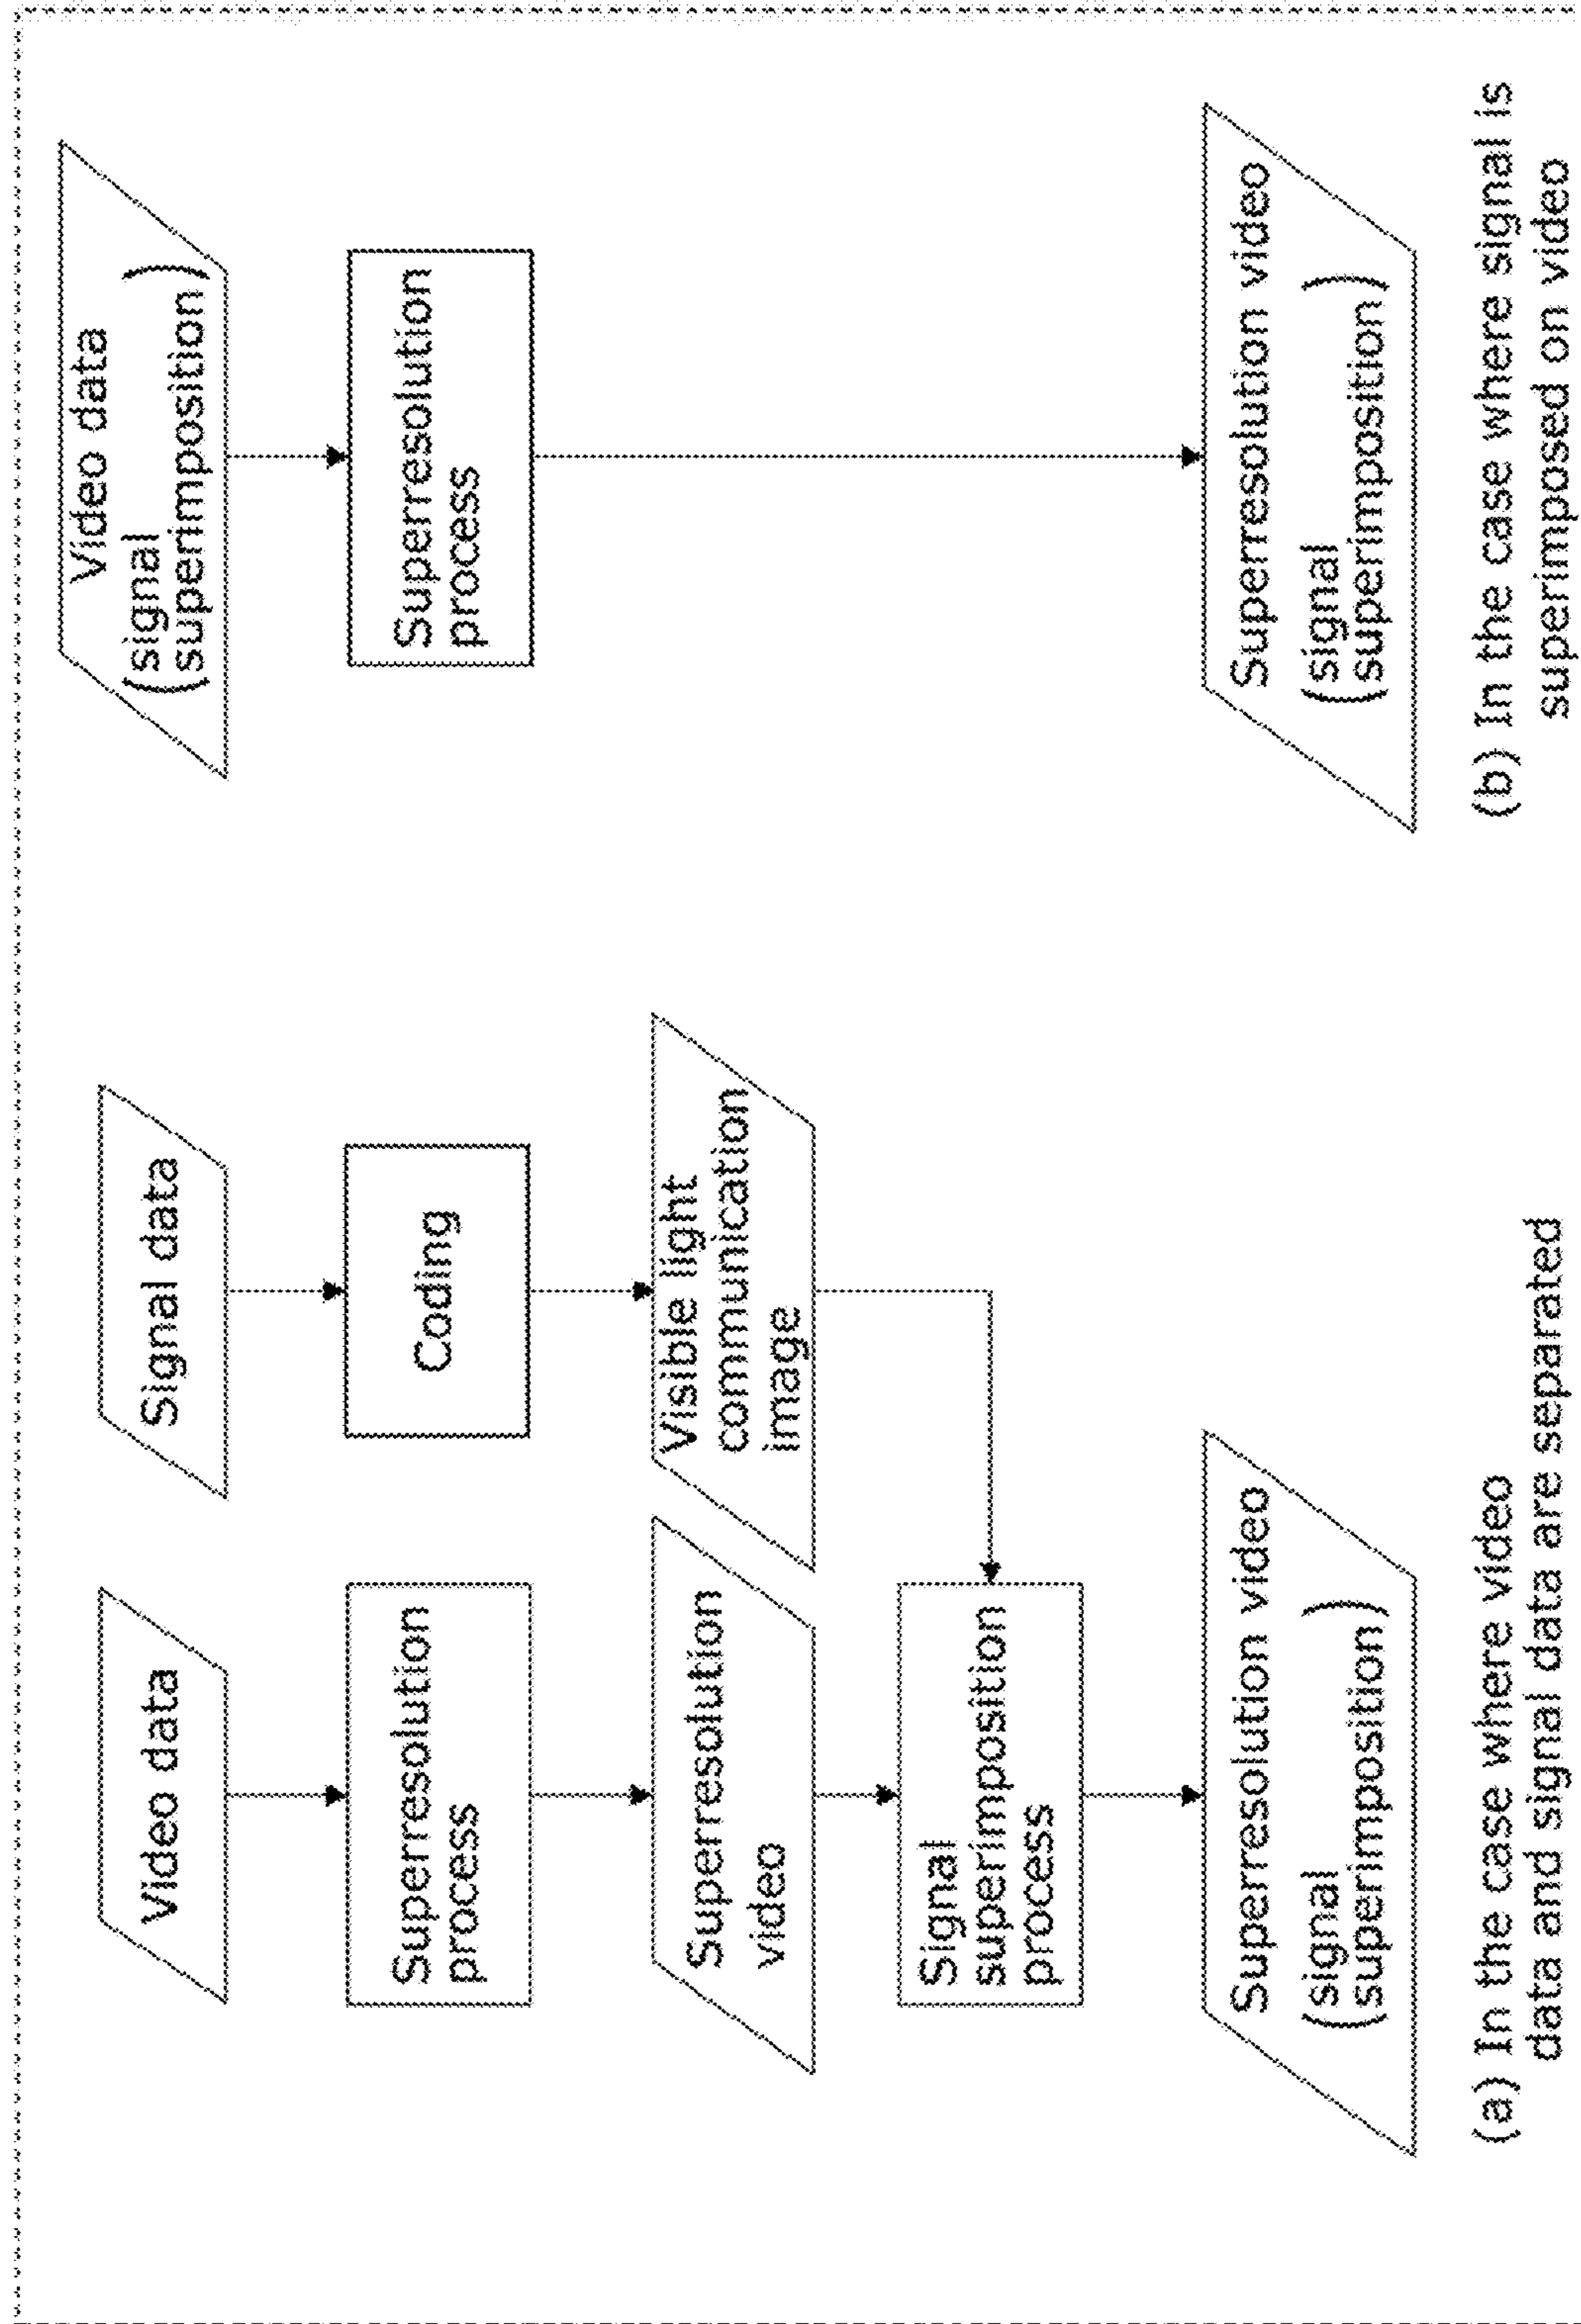 Video data
Superresolution
process
Superresolution
video
Signal
superimposition
process
Superresolution video
(signal
superimposition)
Signal data
Coding
Visible light
communication
image
(a) In the case where video
data and signal data are separated
Video data
(signal
superimposition)
Superresolution
process
Superresolution video
(signal
superimposition)
(b) In the case where signal is
superimposed on video